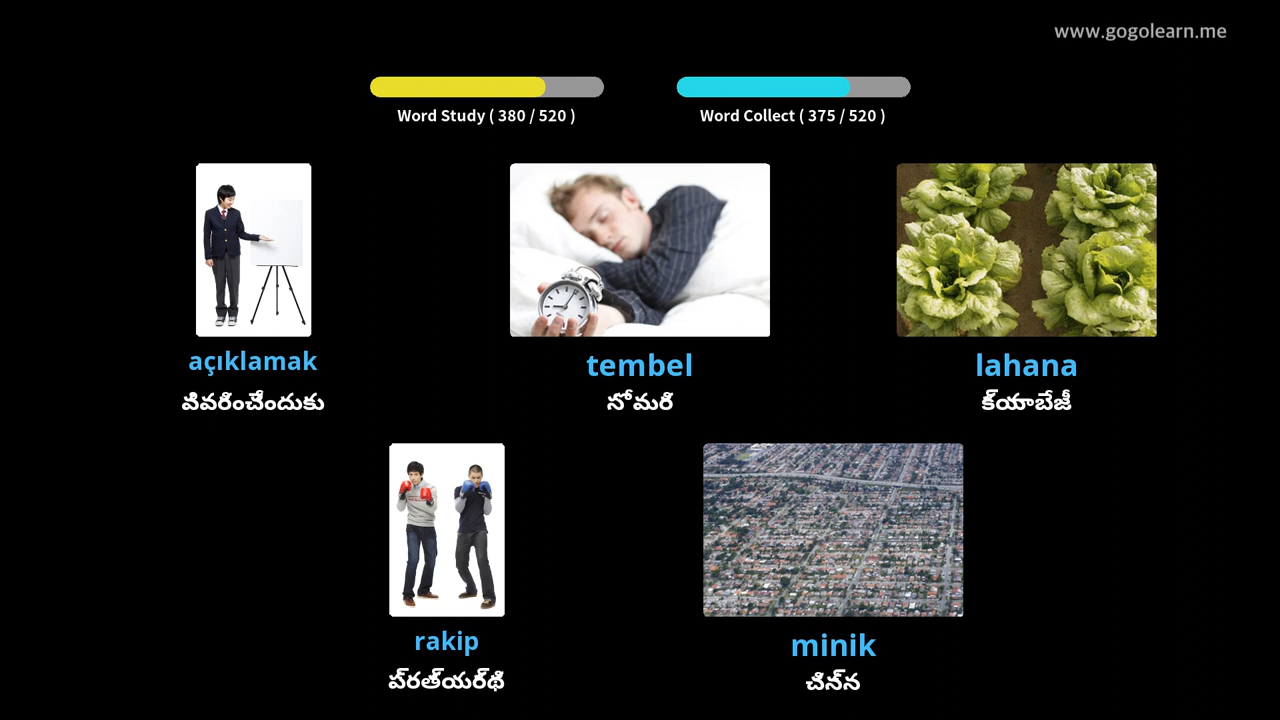 www.gogolearn.me
Word Study ( 380 / 520 )
Word Collect ( 375 / 520 )
açıklamak
వివరించేందుకు
tembel
సోమరి
lahana
క్యాబేజీ
rakip
ప్రత్యర్థి
minik
చిన్న